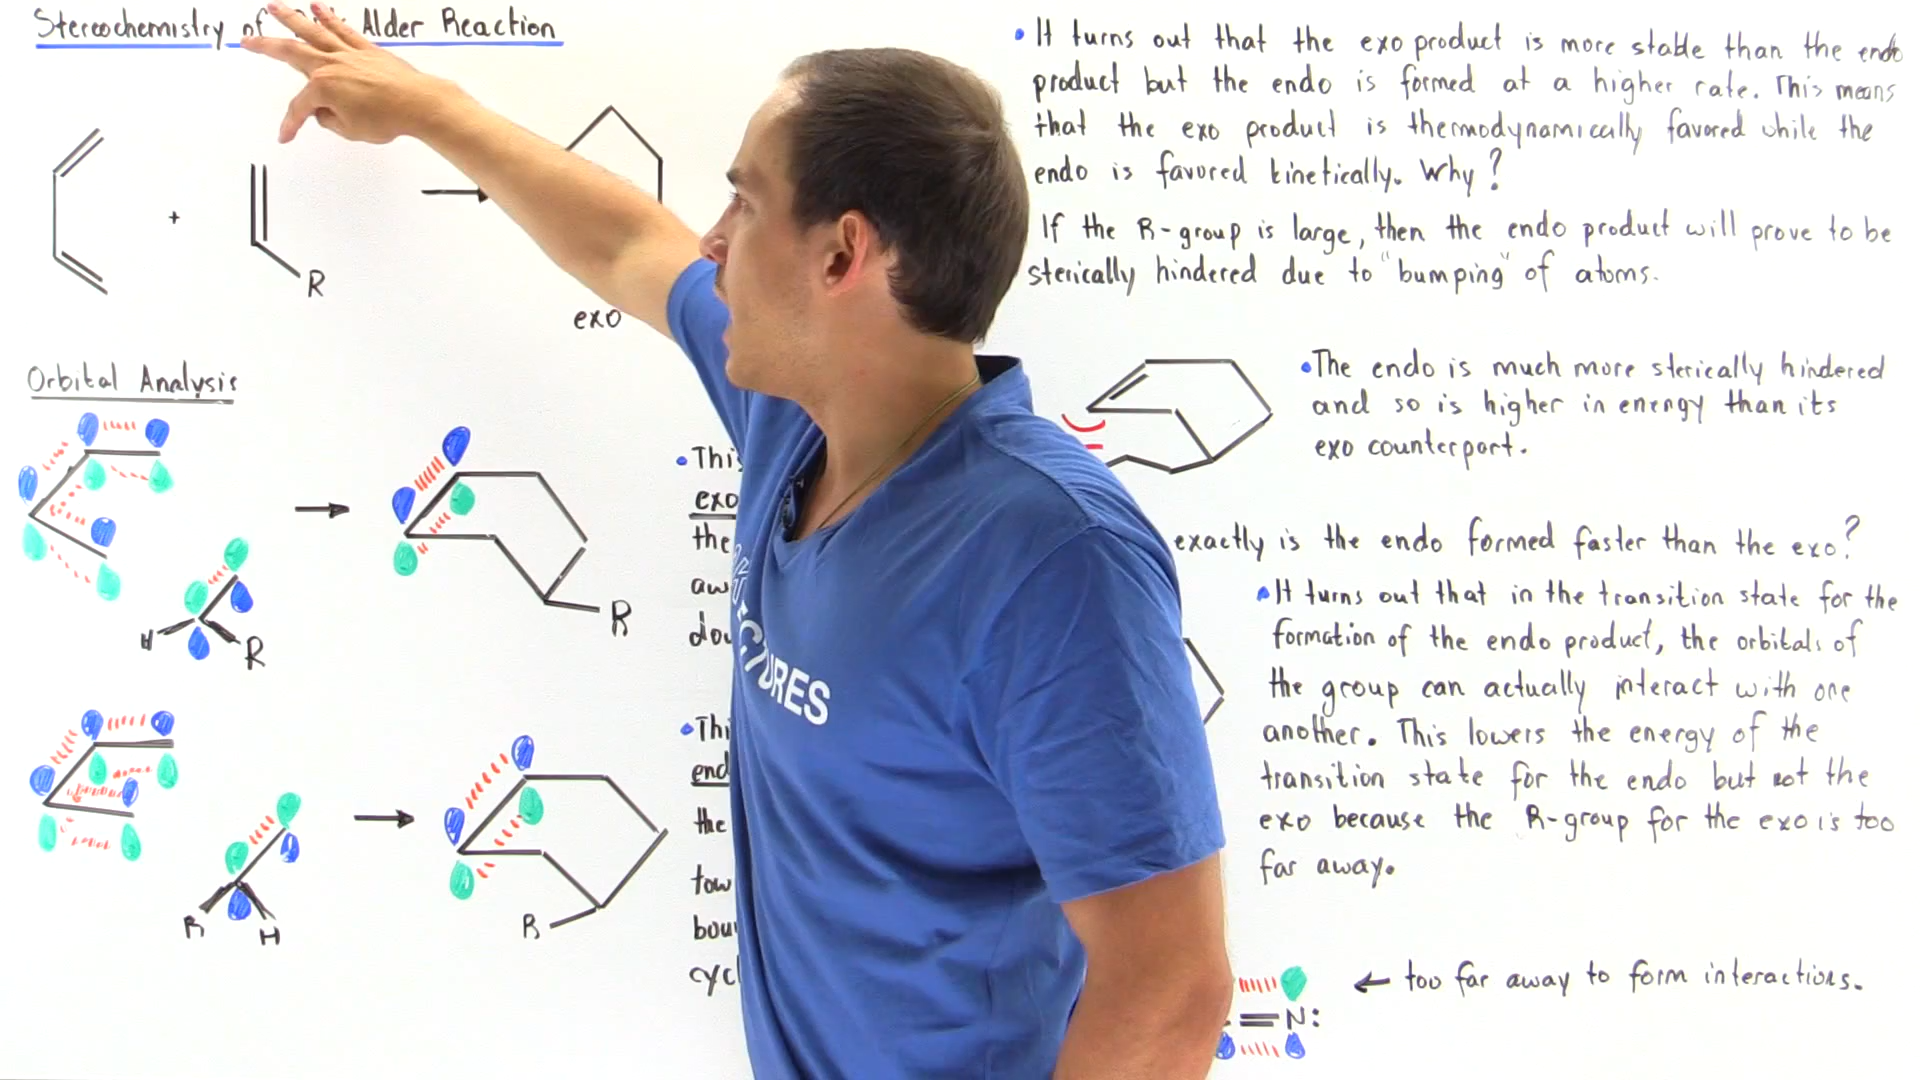 Stereochemistry of Alder Reaction
+
R
exo
Orbital Analysis
H
R
R
R
H
R
This
exo
the
end
the
URES
• It turns out that the exo product is more stable than the endo
product but the endo is formed at a higher rate. This means
that the exo product is thermodynamically favored while the
endo is favored kinetically. Why?
If the R-group is large, then the endo product will prove to be
sterically hindered due to "bumping" of atoms.
• The endo is much more sterically hindered
and so is higher in energy than its
exo counterpart.
exactly is the endo formed faster than the exo?
• It turns out that in the transition state for the
formation of the endo product, the orbitals of
the group can actually interact with one
another. This lowers the energy of the
transition state for the endo but not the
exo because the R-group for the exo is too
far away.
← too far away to form interactions.
N: